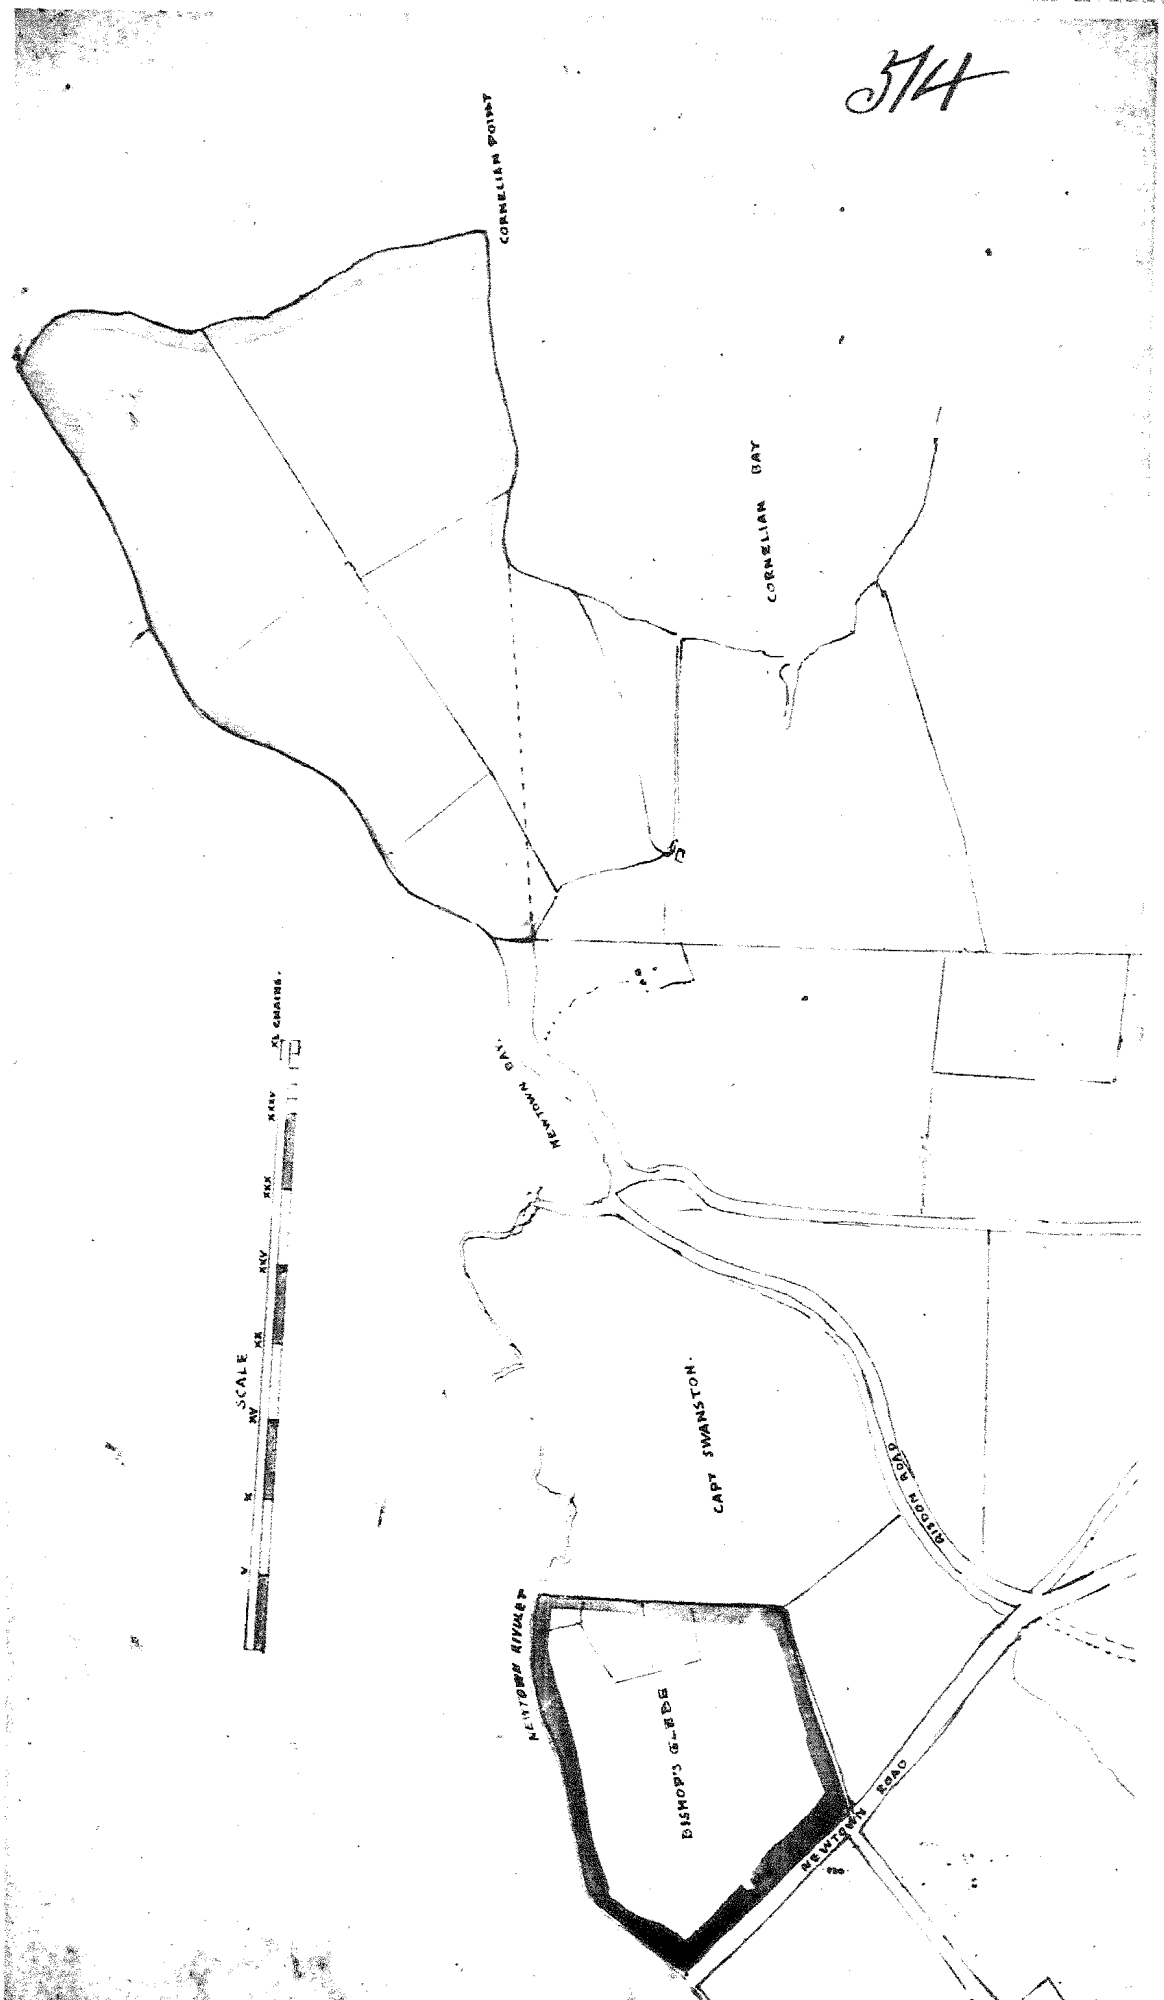 574
CORNELIAN POINT
CORNELIAN BAY
NEWTOWN BAY.
SCALE
V X XV XX XXV XXX XXXV XL CHAINS.
CAPT SWANSTON.
RISDON ROAD
NEWTOWN RIVULET
BISHOP'S GLEBE
NEWTOWN ROAD